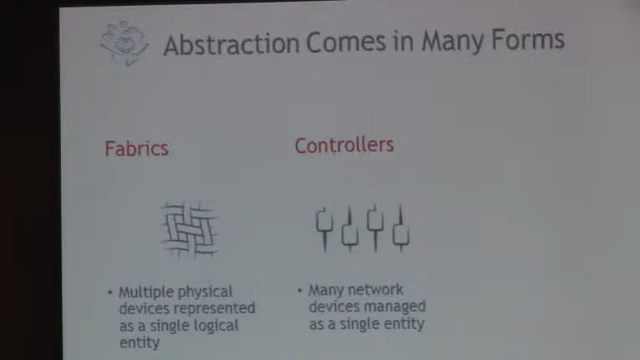 Abstraction Comes in Many Forms
Fabrics
Controllers
• Multiple physical
devices represented
as a single logical
entity
• Many network
devices managed
as a single entity